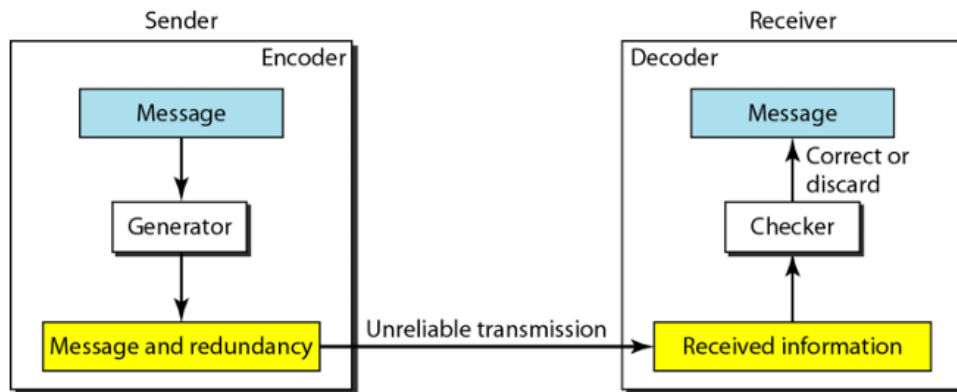 Sender
Receiver
Encoder
Decoder
Message
Message
Correct or
discard
Generator
Checker
Unreliable transmission
Message and redundancy
Received information